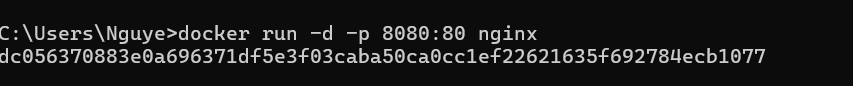 C:\Users\Nguye>docker run -d -p 8080:80 nginx
dc056370883e0a696371df5e3f03caba50ca0cc1ef22621635f692784ecb1077